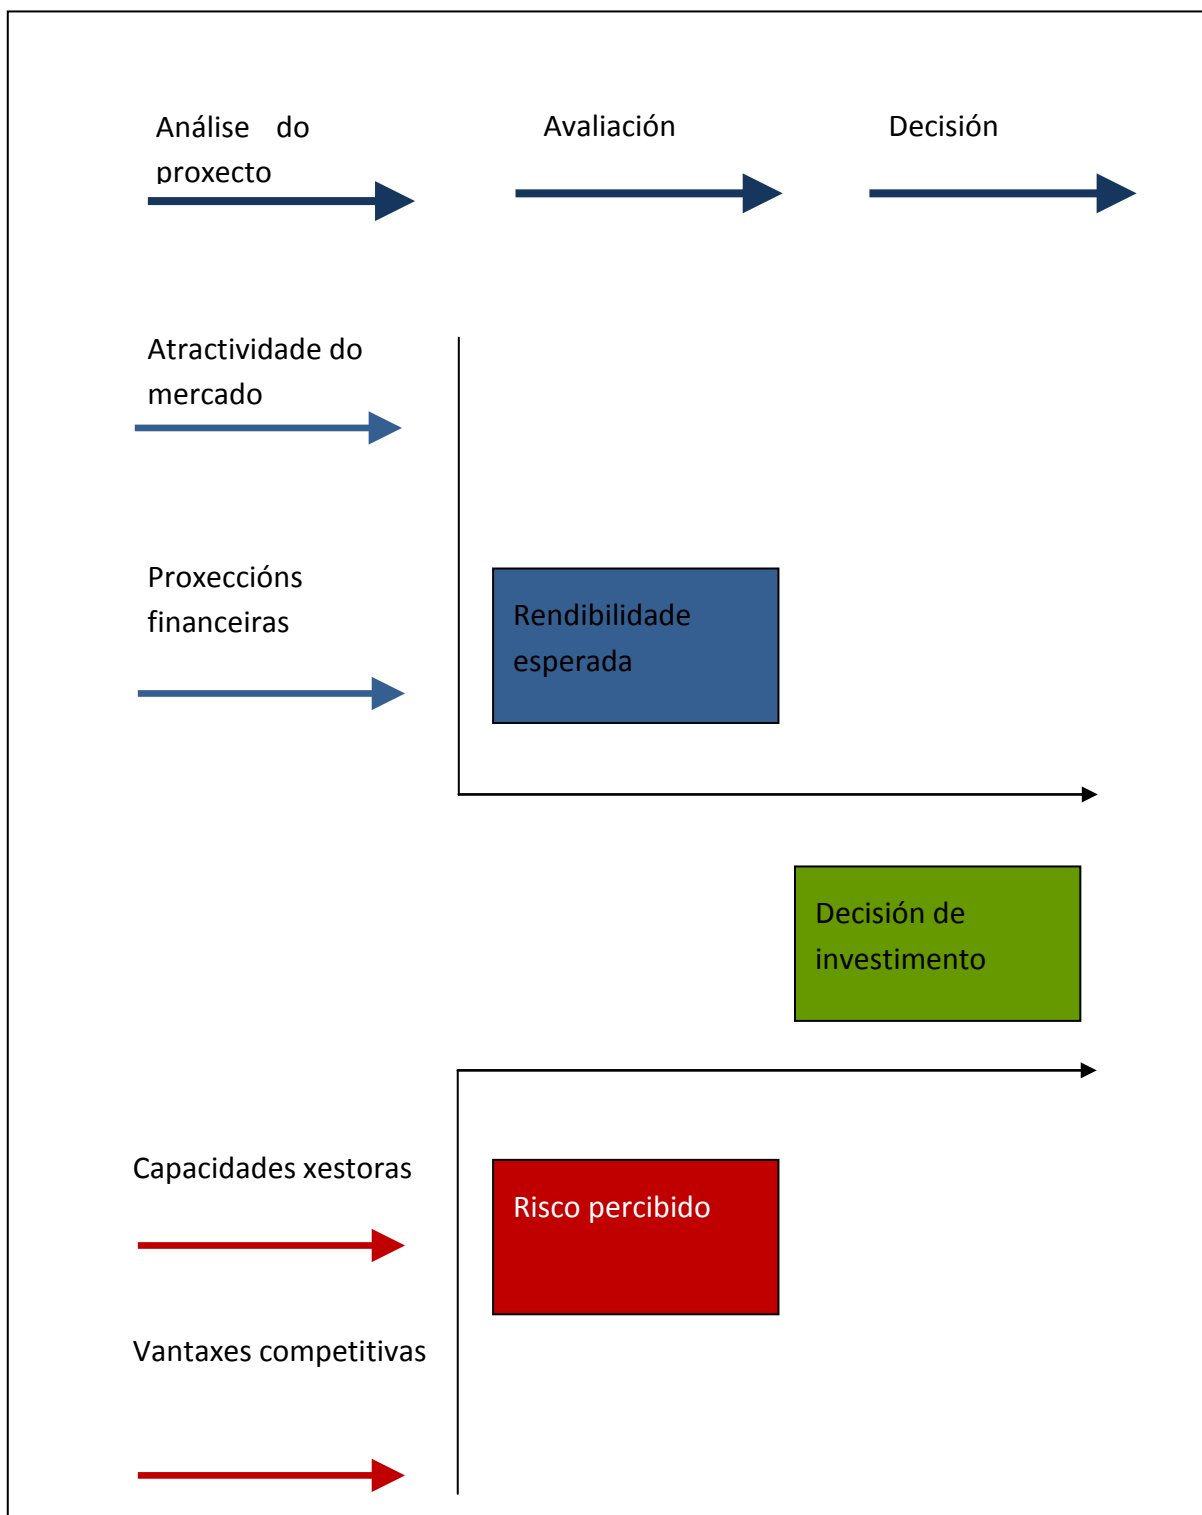 Análise do
proxecto
Avaliación
Decisión
Atractividade do
mercado
Proxeccións
financeiras
Rendibilidade
esperada
Decisión de
investimento
Capacidades xestoras
Risco percibido
Vantaxes competitivas